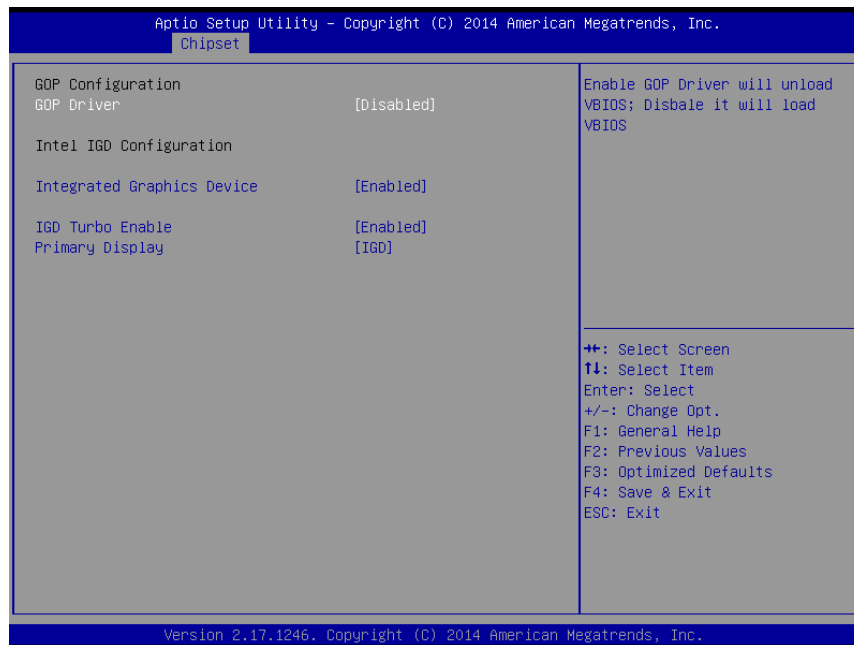 Aptio Setup Utility – Copyright (C) 2014 American Megatrends, Inc.
Chipset
GOP Configuration
GOP Driver [Disabled]
Intel IGD Configuration
Integrated Graphics Device [Enabled]
IGD Turbo Enable [Enabled]
Primary Display [IGD]
Enable GOP Driver will unload
VBIOS; Disbale it will load
VBIOS
→←: Select Screen
↑↓: Select Item
Enter: Select
+/-: Change Opt.
F1: General Help
F2: Previous Values
F3: Optimized Defaults
F4: Save & Exit
ESC: Exit
Version 2.17.1246. Copyright (C) 2014 American Megatrends, Inc.